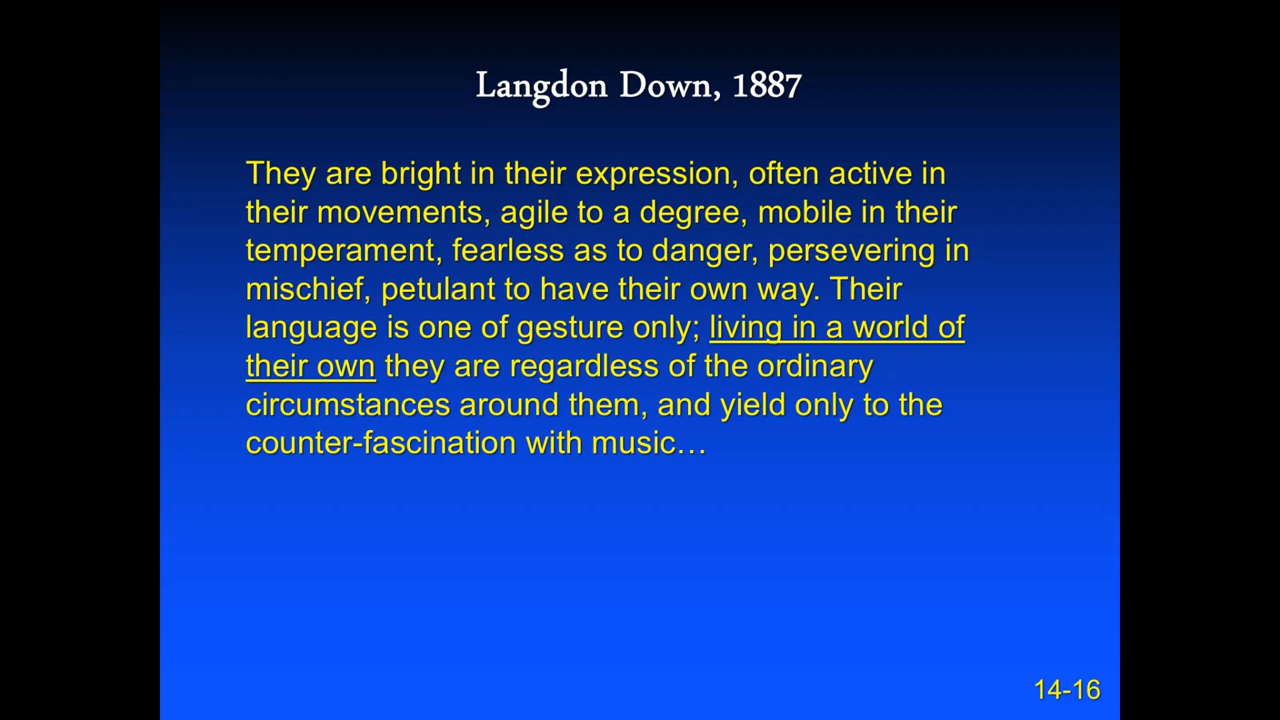 Langdon Down, 1887
They are bright in their expression, often active in
their movements, agile to a degree, mobile in their
temperament, fearless as to danger, persevering in
mischief, petulant to have their own way. Their
language is one of gesture only; living in a world of
their own they are regardless of the ordinary
circumstances around them, and yield only to the
counter-fascination with music…
14-16